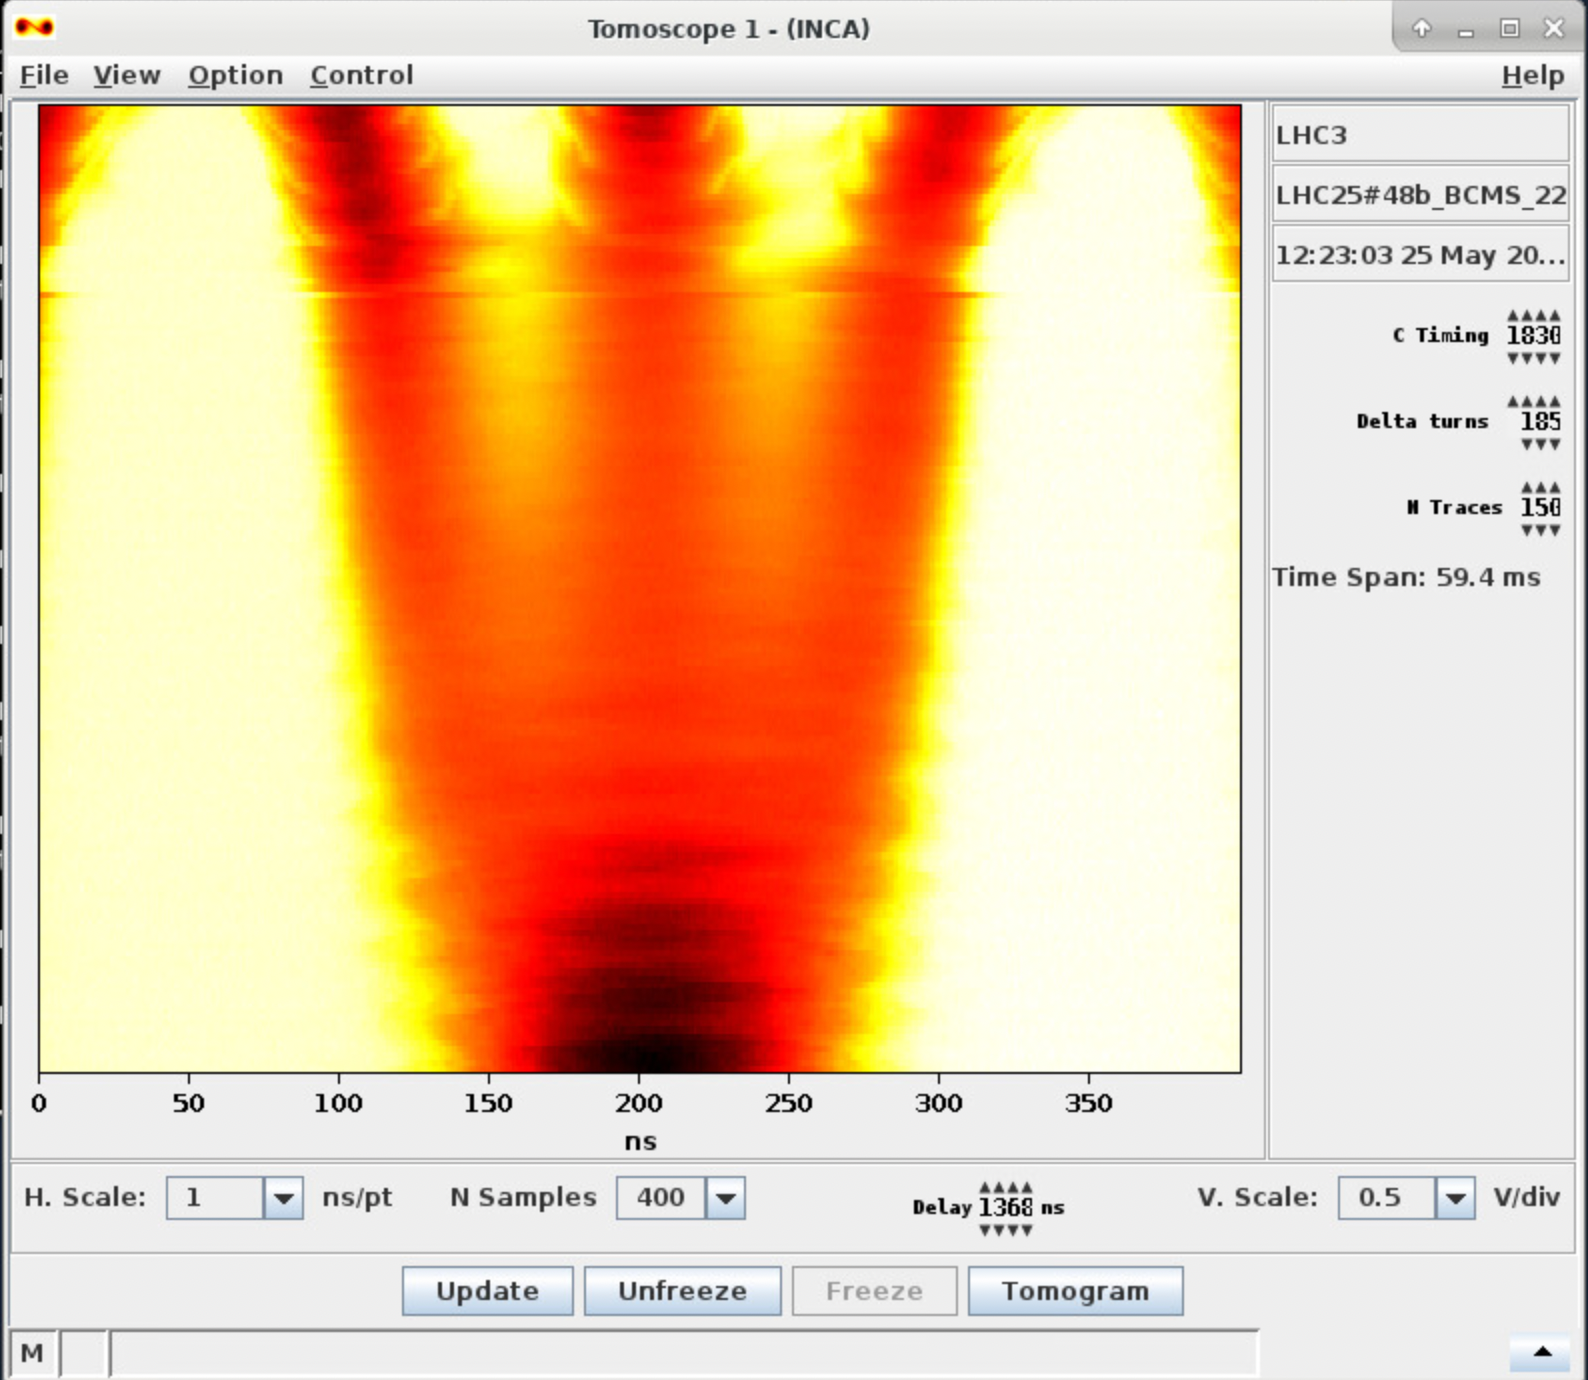 Tomoscope 1 - (INCA)
File View Option Control Help
LHC3
LHC25#48b_BCMS_22
12:23:03 25 May 20...
C Timing 1830
Delta turns 185
N Traces 150
Time Span: 59.4 ms
0 50 100 150 200 250 300 350
ns
H. Scale: 1 ns/pt N Samples 400 Delay 1368 ns V. Scale: 0.5 V/div
Update Unfreeze Freeze Tomogram
M